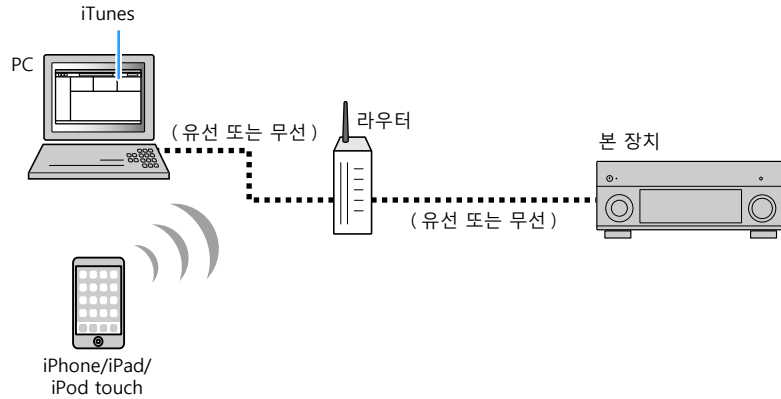 iTunes
PC
(유선 또는 무선)
라우터
본 장치
(유선 또는 무선)
iPhone/iPad/
iPod touch